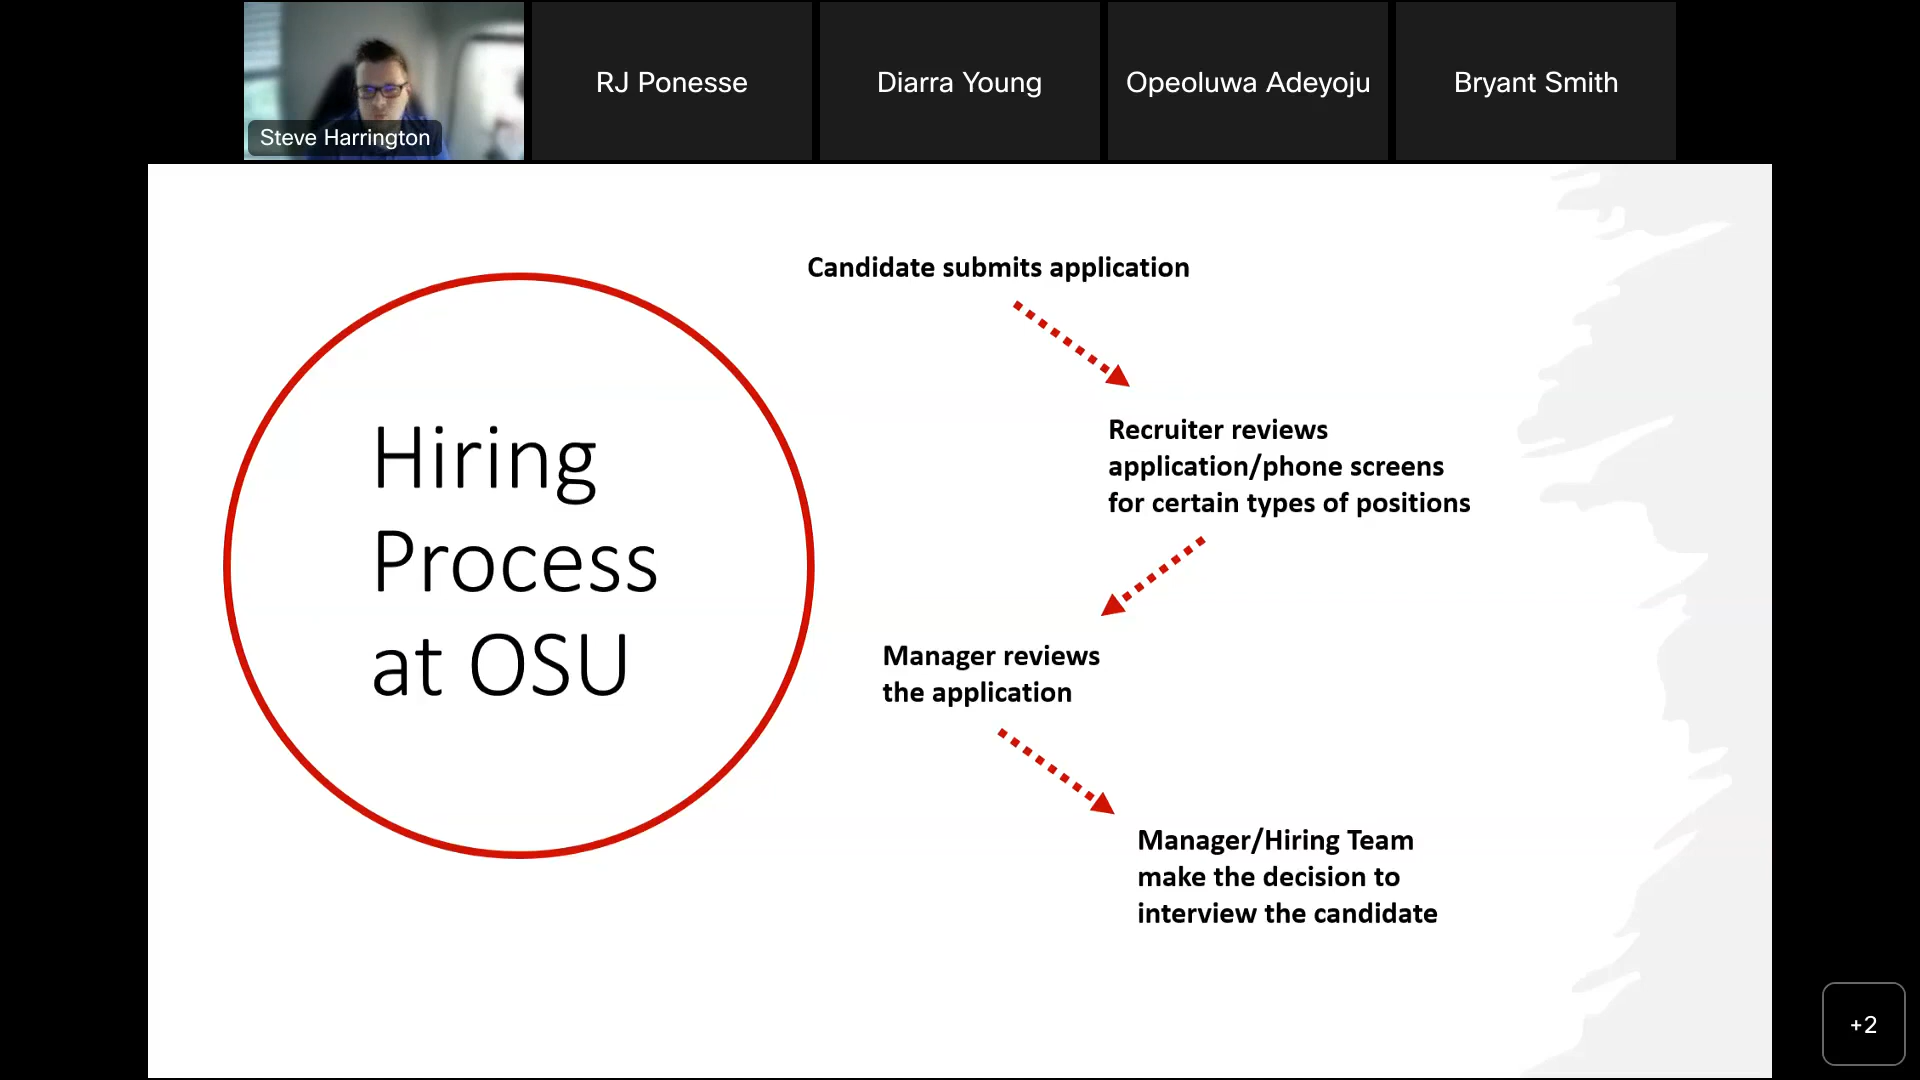 Steve Harrington
RJ Ponesse
Diarra Young
Opeoluwa Adeyoju
Bryant Smith
Hiring
Process
at OSU
Candidate submits application
Recruiter reviews
application/phone screens
for certain types of positions
Manager reviews
the application
Manager/Hiring Team
make the decision to
interview the candidate
+2